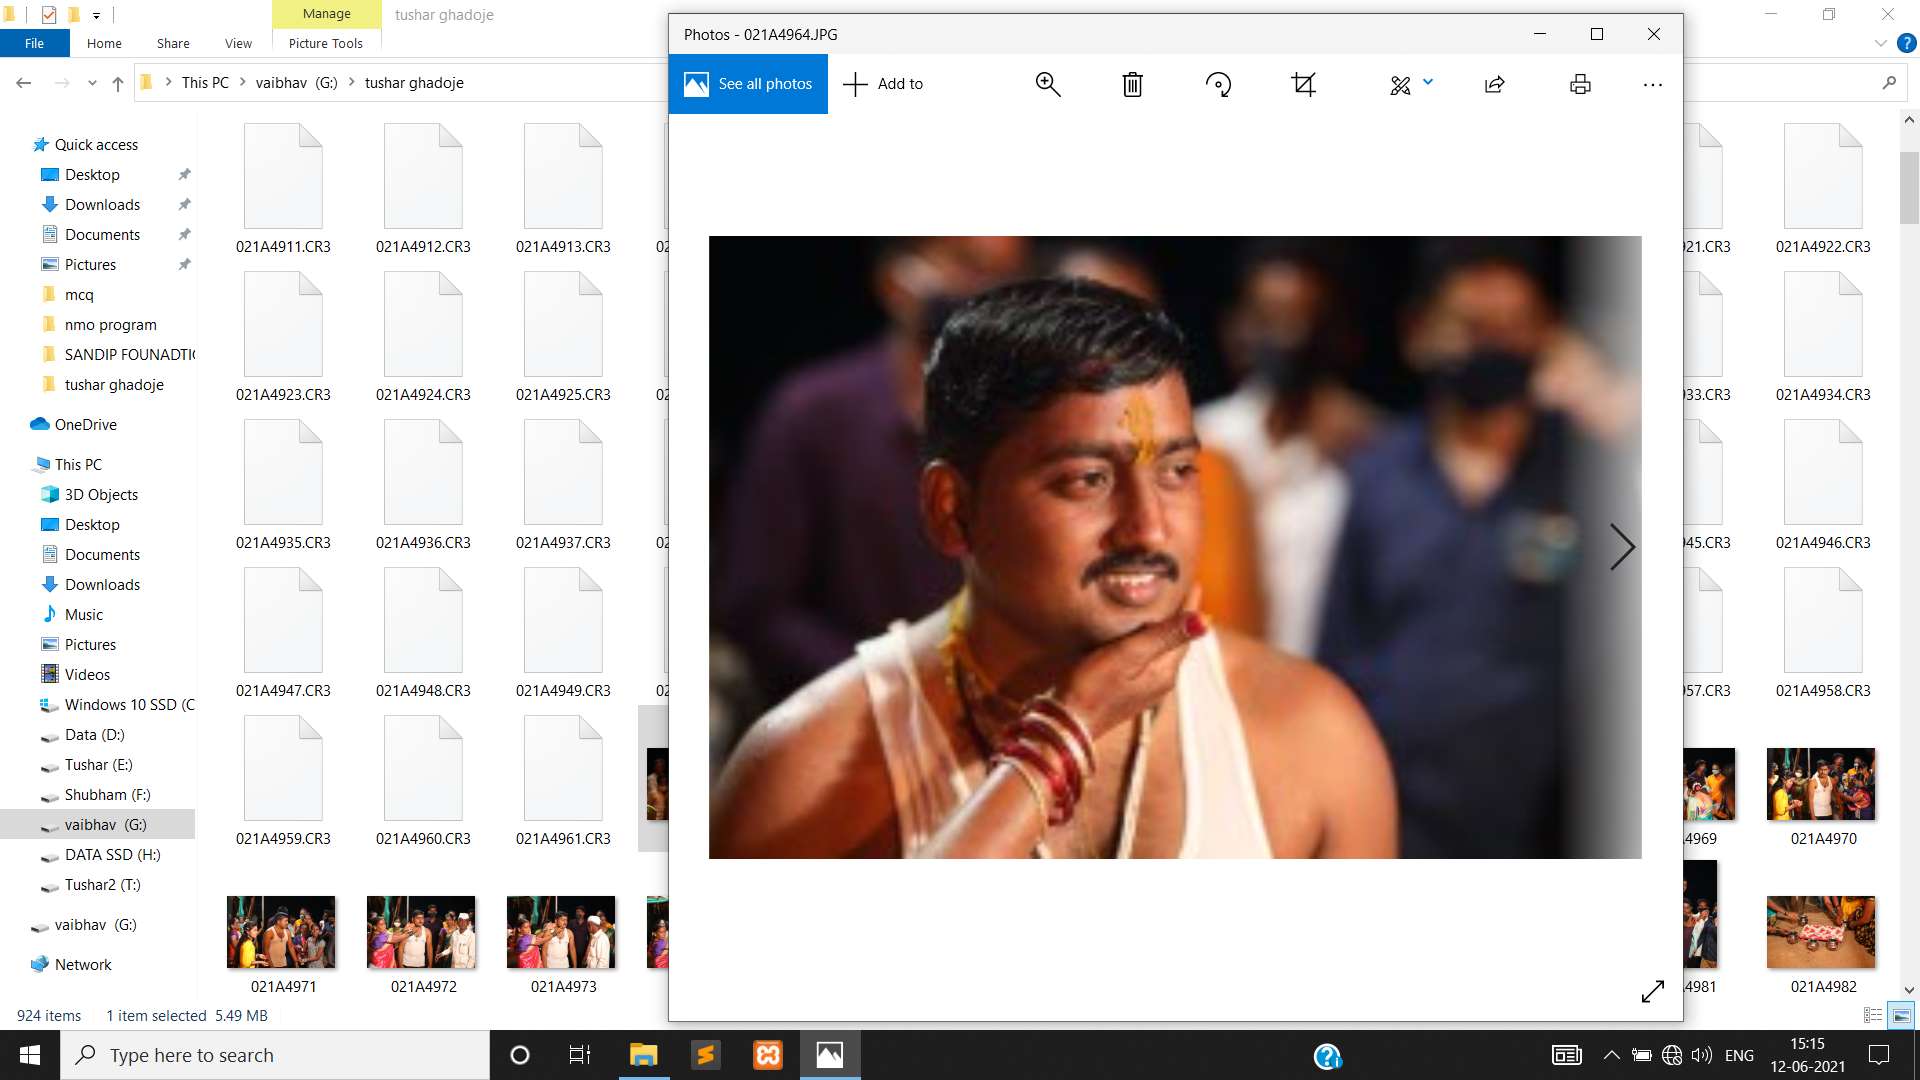 Manage
tushar ghadoje
File
Home
Share
View
Picture Tools
This PC
vaibhav (G:)
tushar ghadoje
Photos - 021A4964.JPG
See all photos
Add to
Quick access
Desktop
Downloads
Documents
Pictures
mcq
nmo program
SANDIP FOUNADTI
tushar ghadoje
OneDrive
This PC
3D Objects
Desktop
Documents
Downloads
Music
Pictures
Videos
Windows 10 SSD (C
Data (D:)
Tushar (E:)
Shubham (F:)
vaibhav (G:)
DATA SSD (H:)
Tushar2 (T:)
vaibhav (G:)
Network
021A4911.CR3 021A4912.CR3 021A4913.CR3 02 21.CR3 021A4922.CR3
021A4923.CR3 021A4924.CR3 021A4925.CR3 02 33.CR3 021A4934.CR3
021A4935.CR3 021A4936.CR3 021A4937.CR3 02 45.CR3 021A4946.CR3
021A4947.CR3 021A4948.CR3 021A4949.CR3 02 57.CR3 021A4958.CR3
021A4959.CR3 021A4960.CR3 021A4961.CR3 4969 021A4970
021A4971 021A4972 021A4973 4981 021A4982
924 items 1 item selected 5.49 MB
Type here to search
ENG
15:15
12-06-2021